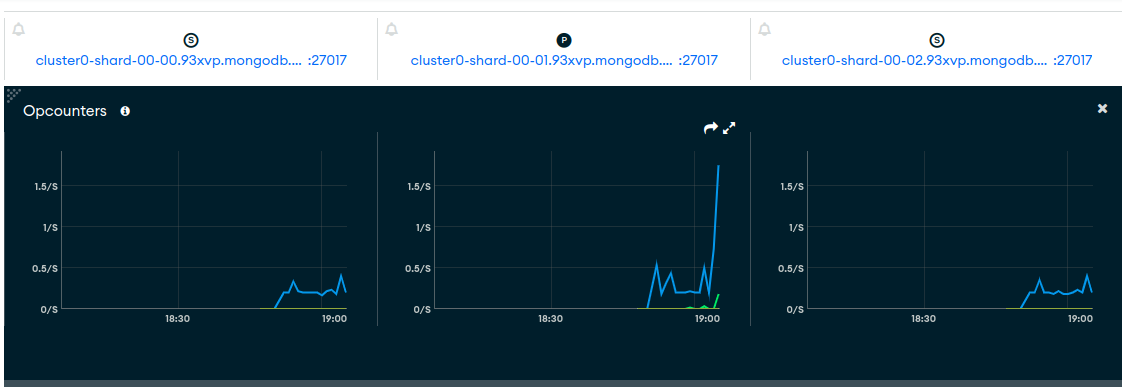 S P S
cluster0-shard-00-00.93xvp.mongodb.... :27017 cluster0-shard-00-01.93xvp.mongodb.... :27017 cluster0-shard-00-02.93xvp.mongodb.... :27017
Opcounters
1.5/S 1.5/S 1.5/S
1/S 1/S 1/S
0.5/S 0.5/S 0.5/S
0/S 0/S 0/S
18:30 19:00 18:30 19:00 18:30 19:00